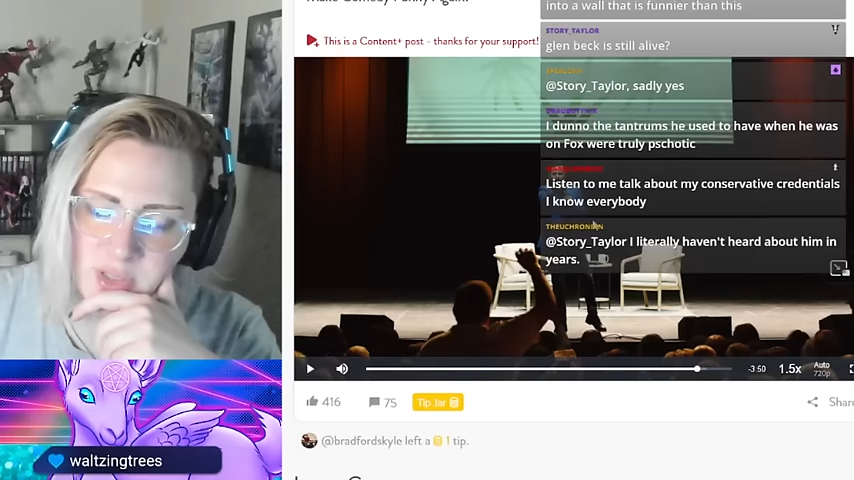 Make Comedy Funny Again!
This is a Content+ post - thanks for your support!
into a wall that is funnier than this
STORY_TAYLOR
glen beck is still alive?
@Story_Taylor, sadly yes
I dunno the tantrums he used to have when he was
on Fox were truly pschotic
Listen to me talk about my conservative credentials
I know everybody
@Story_Taylor I literally haven't heard about him in
years.
-3:50
1.5x
Auto
720p
416
75
Tip Jar
Shar
@bradfordskyle left a 1 tip.
waltzingtrees